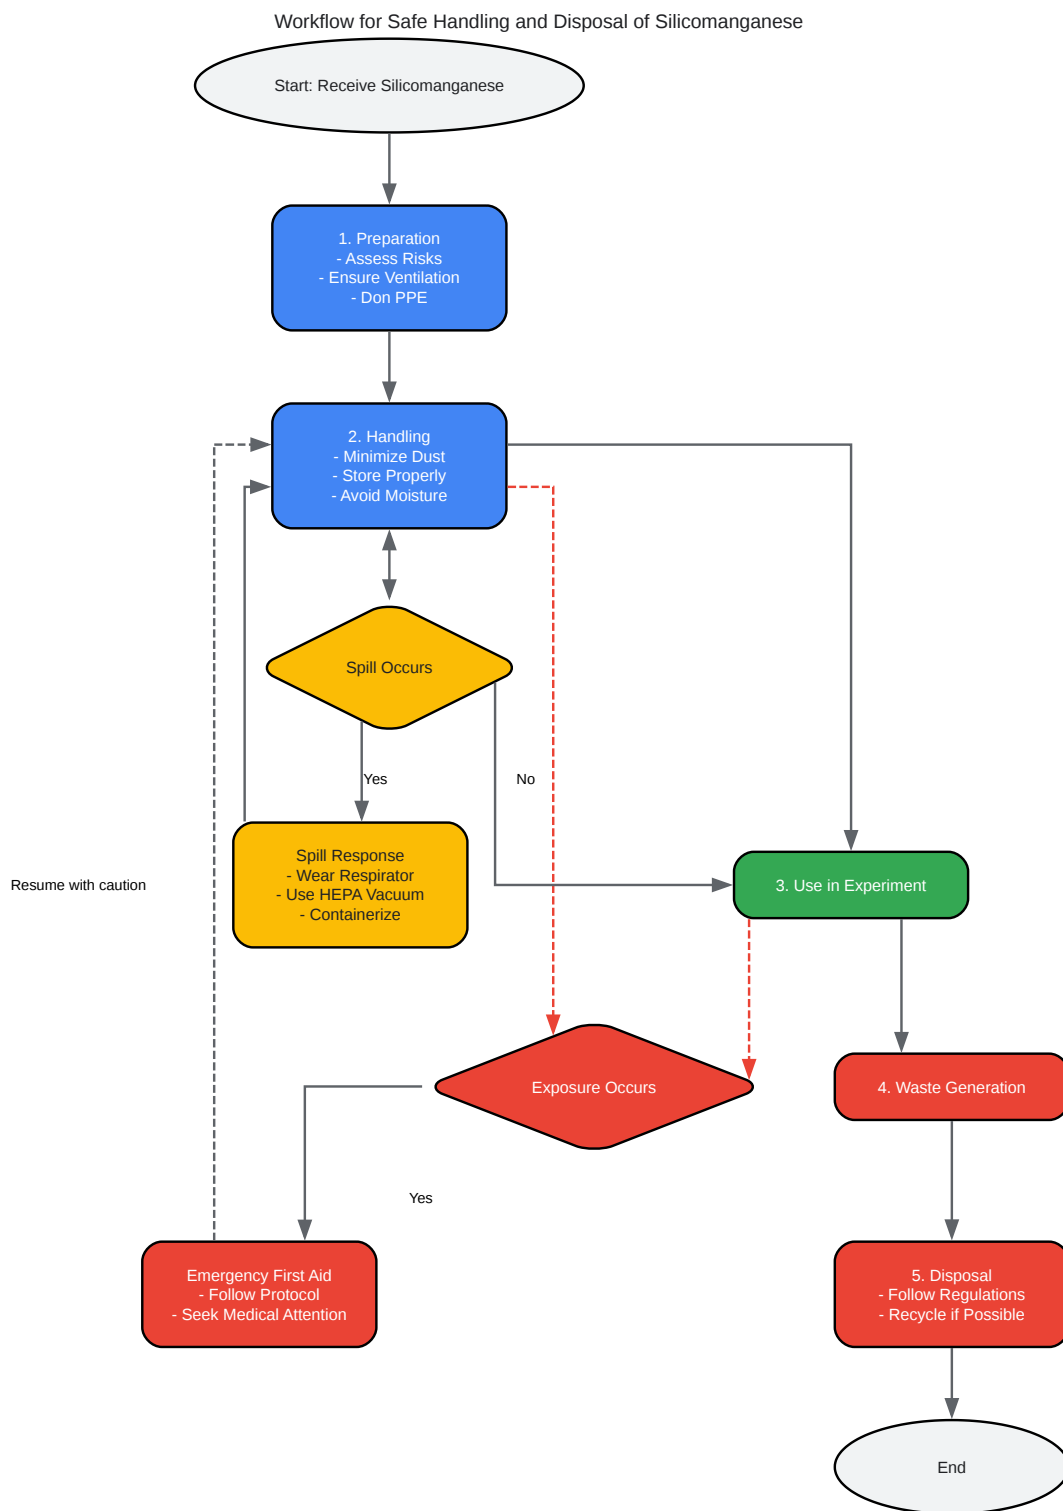 Workflow for Safe Handling and Disposal of Silicomanganese
Start: Receive Silicomanganese
1. Preparation
- Assess Risks
- Ensure Ventilation
- Don PPE
2. Handling
- Minimize Dust
- Store Properly
- Avoid Moisture
Spill Occurs
Yes
No
Spill Response
- Wear Respirator
- Use HEPA Vacuum
- Containerize
Resume with caution
3. Use in Experiment
Exposure Occurs
4. Waste Generation
Yes
Emergency First Aid
- Follow Protocol
- Seek Medical Attention
5. Disposal
- Follow Regulations
- Recycle if Possible
End